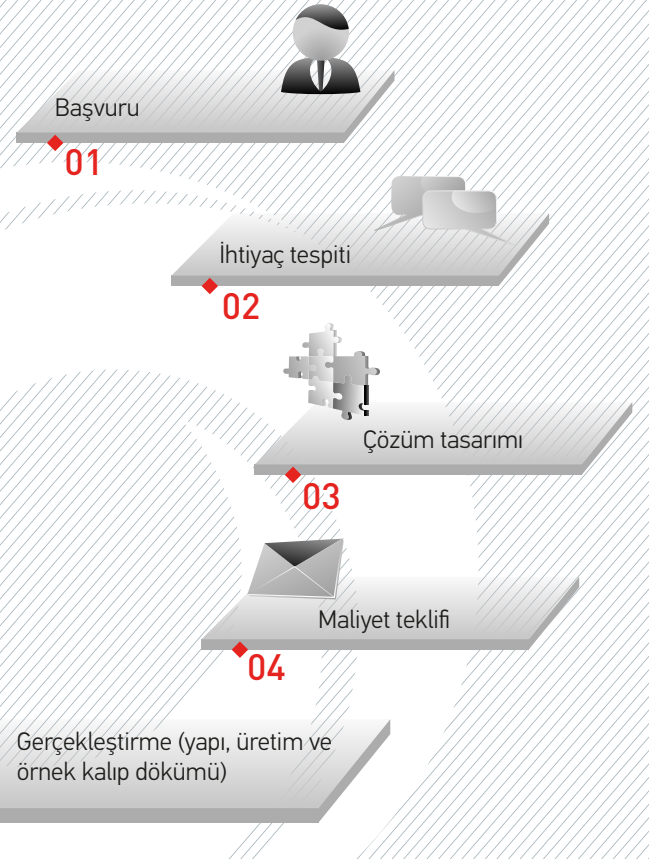 Başvuru
01
İhtiyaç tespiti
02
Çözüm tasarımı
03
Maliyet teklifi
04
Gerçekleştirme (yapı, üretim ve
örnek kalıp dökümü)